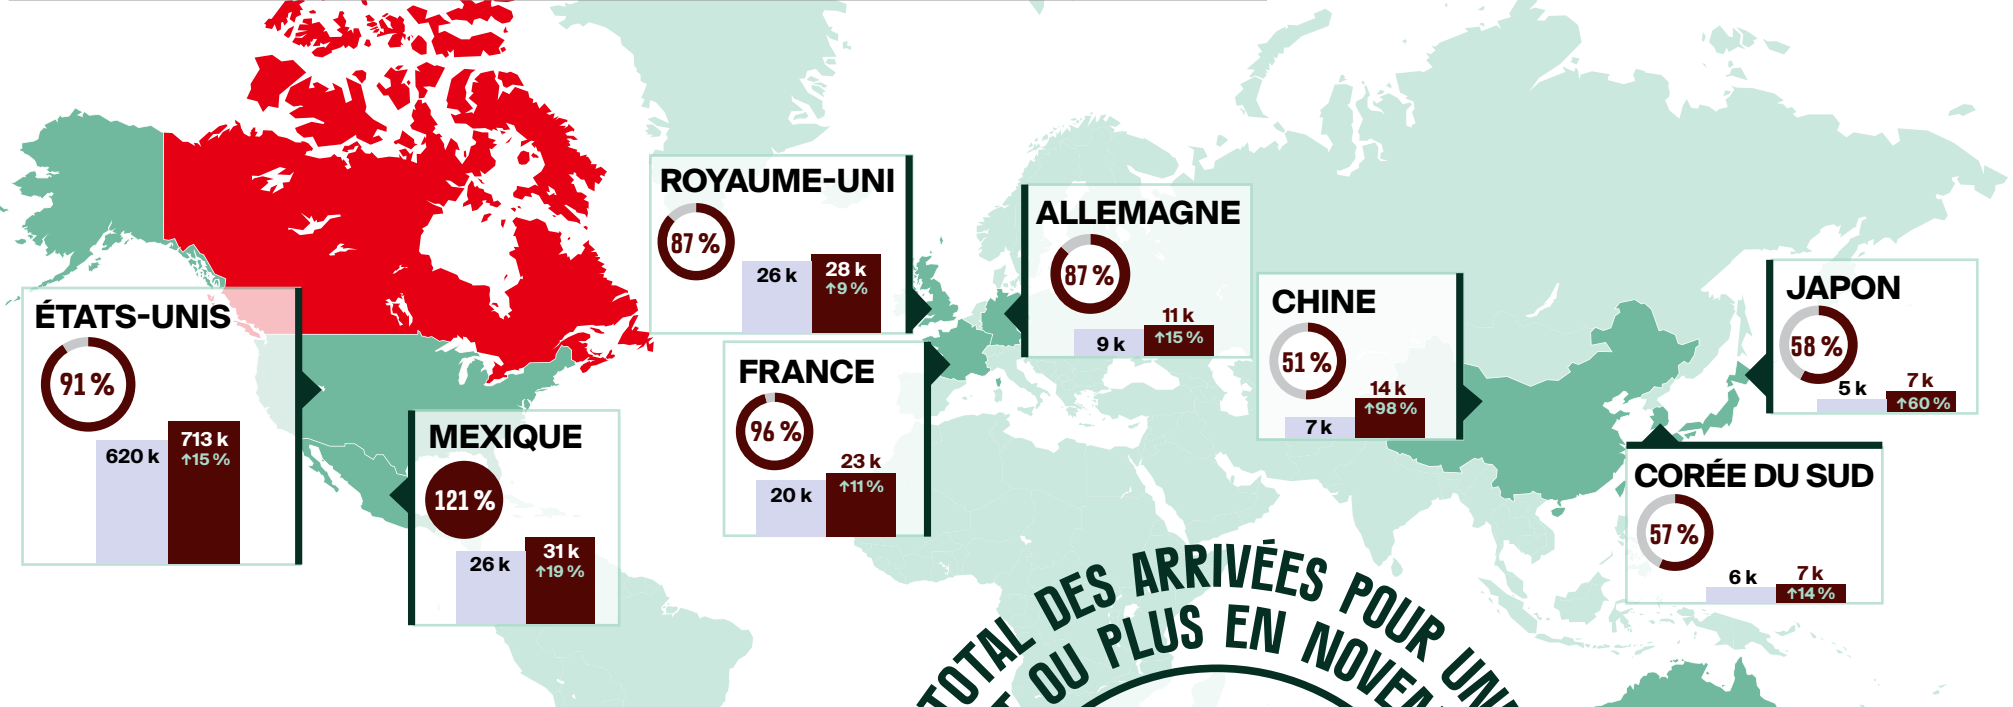 ÉTATS-UNIS
91 %
620 k
713 k
↑15 %
MEXIQUE
121 %
26 k
31 k
↑19 %
ROYAUME-UNI
87 %
26 k
28 k
↑9 %
FRANCE
96 %
20 k
23 k
↑11 %
ALLEMAGNE
87 %
9 k
11 k
↑15 %
CHINE
51 %
7 k
14 k
↑98 %
JAPON
58 %
5 k
7 k
↑60 %
CORÉE DU SUD
57 %
6 k
7 k
↑14 %
TOTAL DES ARRIVÉES POUR
OU PLUS EN